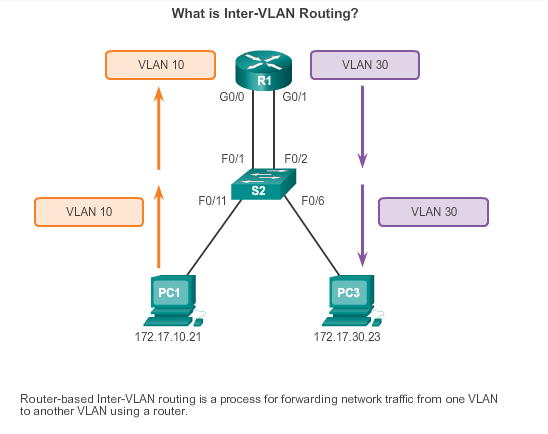 What is Inter-VLAN Routing?
VLAN 10
R1
VLAN 30
G0/0
G0/1
F0/1
F0/2
S2
F0/11
F0/6
VLAN 10
VLAN 30
PC1
PC3
172.17.10.21
172.17.30.23
Router-based Inter-VLAN routing is a process for forwarding network traffic from one VLAN
to another VLAN using a router.